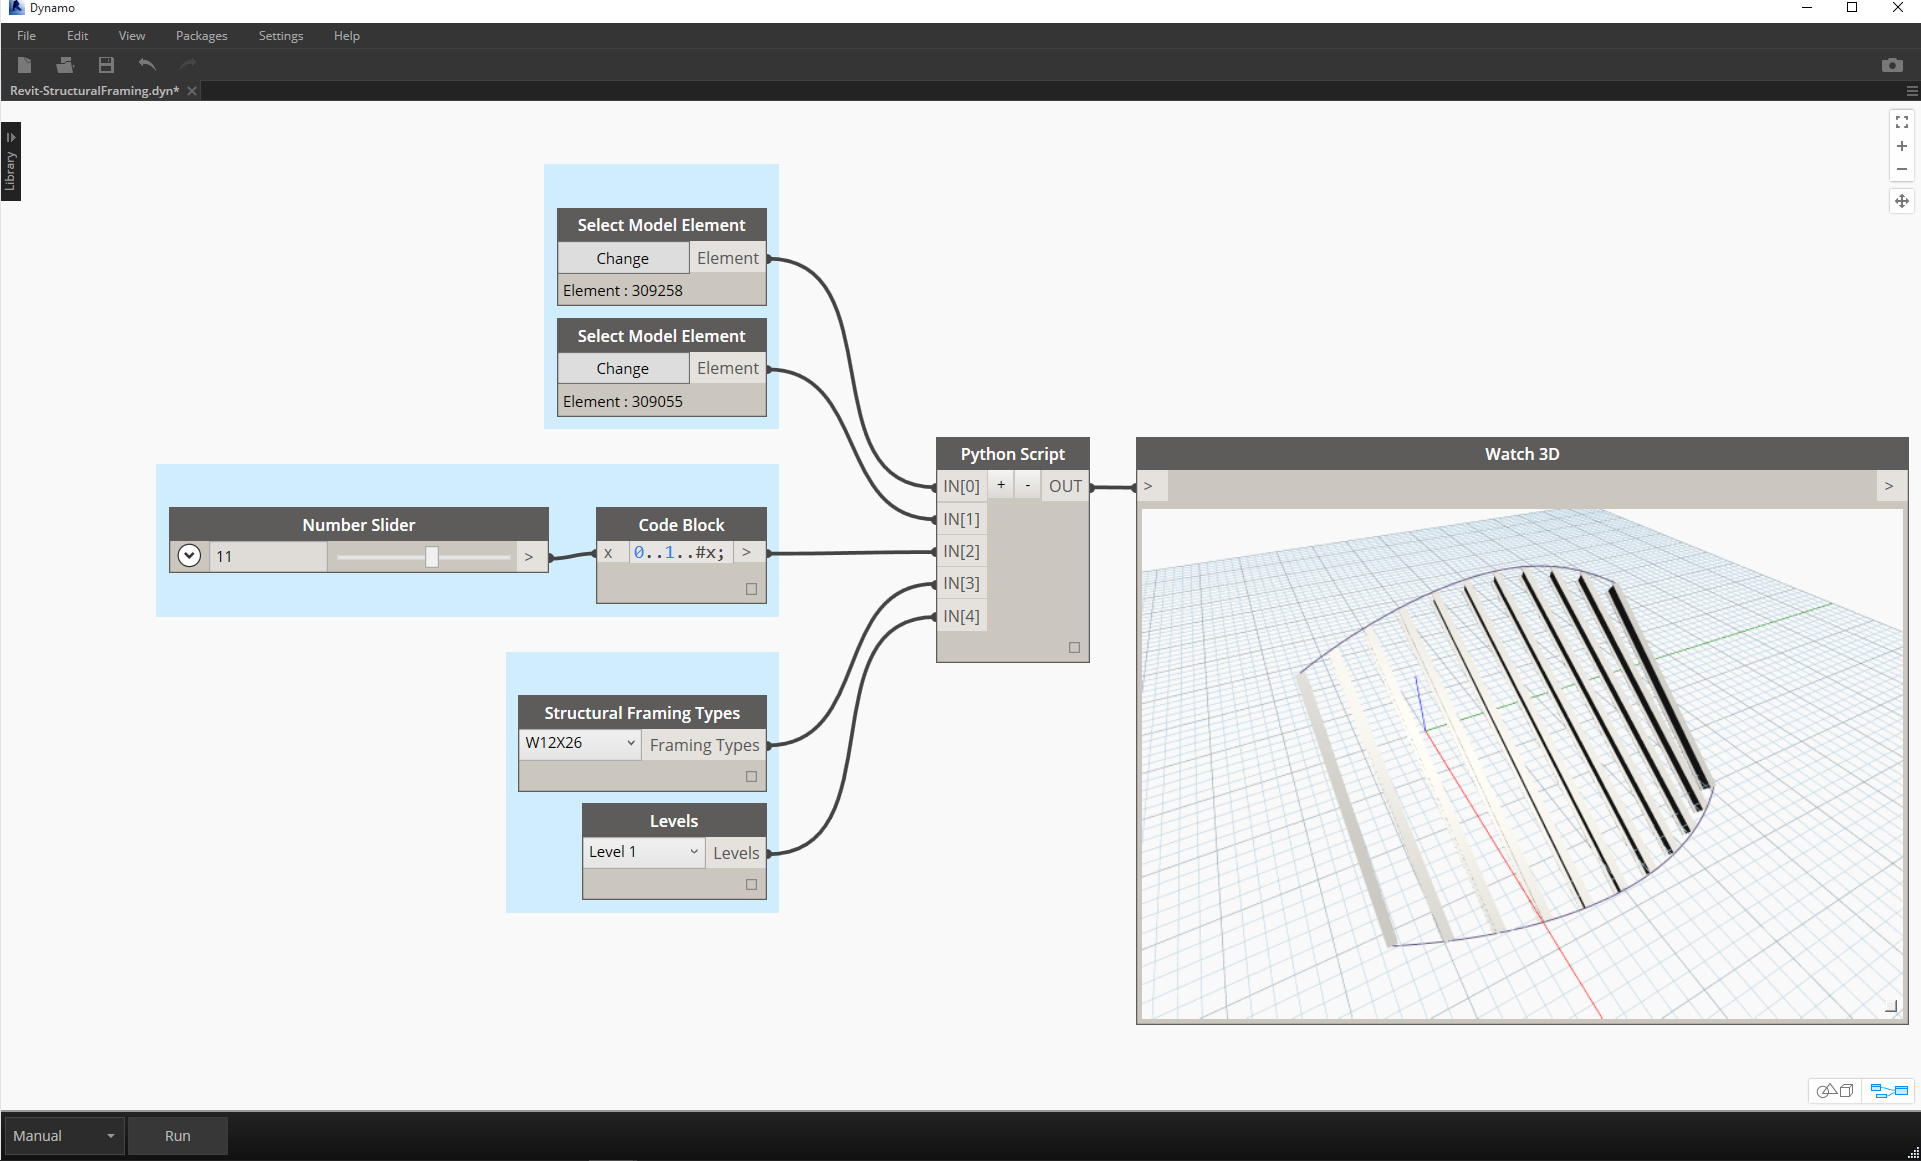 Dynamo
File Edit View Packages Settings Help
Revit-StructuralFraming.dyn*
Library
Select Model Element
Change Element
Element : 309258
Select Model Element
Change Element
Element : 309055
Number Slider
11 >
Code Block
x 0..1..#x; >
Structural Framing Types
W12X26 Framing Types
Levels
Level 1 Levels
Python Script
IN[0] + - OUT
IN[1]
IN[2]
IN[3]
IN[4]
Watch 3D
> >
Manual Run